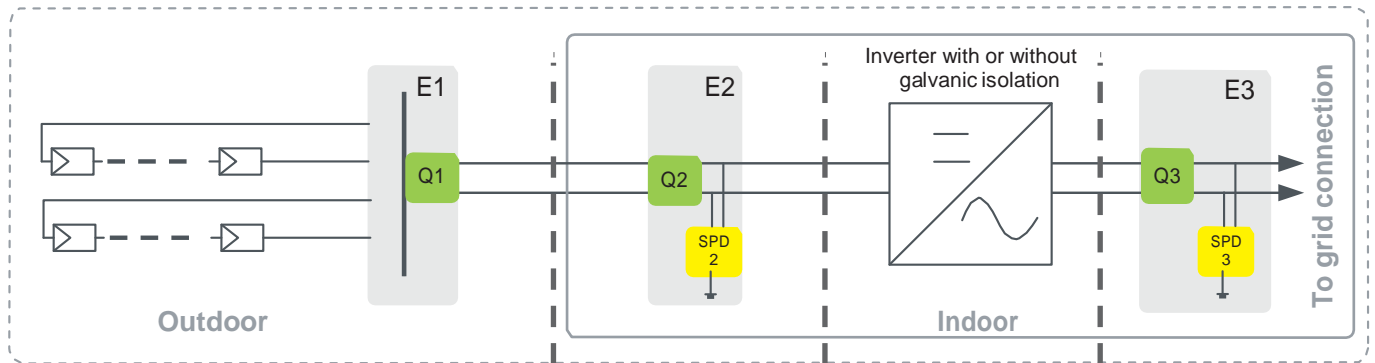 Inverter with or without
galvanic isolation
E1
E2
E3
Q1
Q2
Q3
SPD
2
SPD
3
To grid connection
Outdoor
Indoor